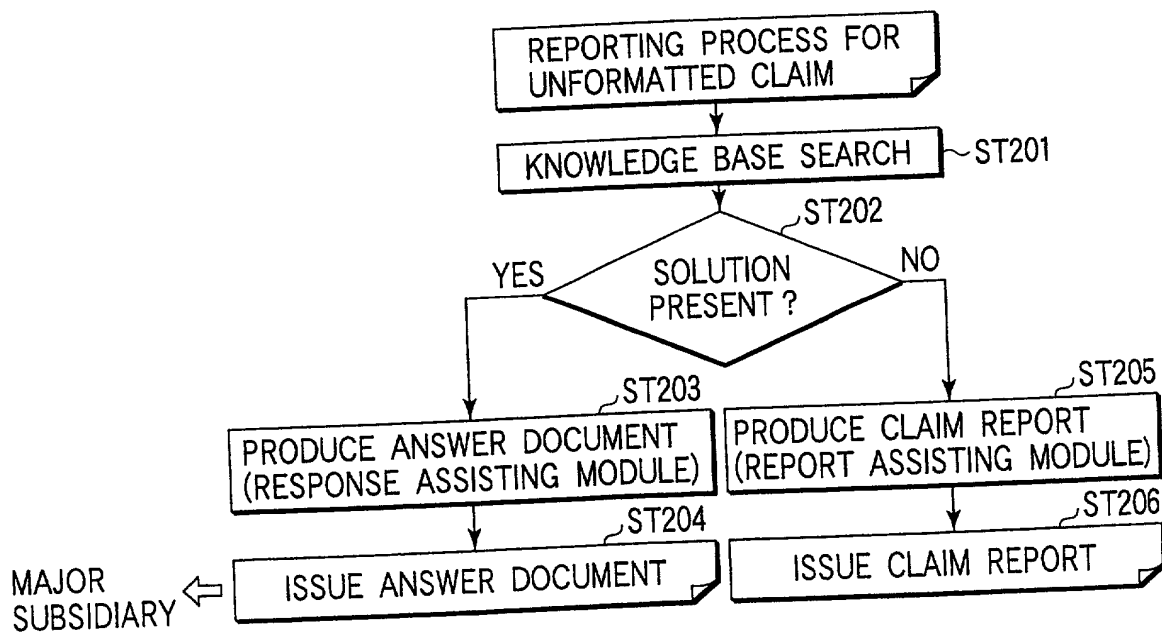 REPORTING PROCESS FOR
UNFORMATTED CLAIM
KNOWLEDGE BASE SEARCH
ST201
ST202
YES
SOLUTION
PRESENT ?
NO
ST203
PRODUCE ANSWER DOCUMENT
(RESPONSE ASSISTING MODULE)
ST205
PRODUCE CLAIM REPORT
(REPORT ASSISTING MODULE)
ST204
ISSUE ANSWER DOCUMENT
ST206
ISSUE CLAIM REPORT
MAJOR
SUBSIDIARY